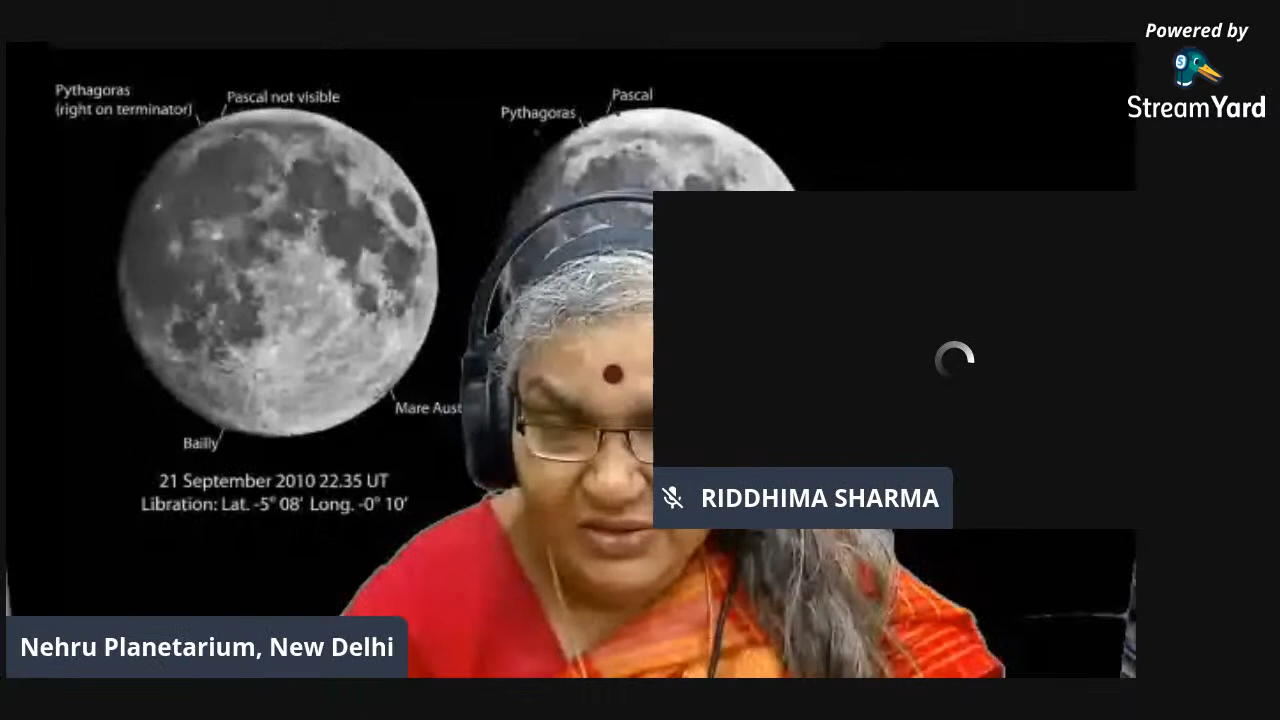 Powered by
StreamYard
Pythagoras
(right on terminator)
Pascal not visible
Pascal
Pythagoras
Mare Aust
Bailly
21 September 2010 22.35 UT
Libration: Lat. -5° 08' Long. -0° 10'
RIDDHIMA SHARMA
Nehru Planetarium, New Delhi